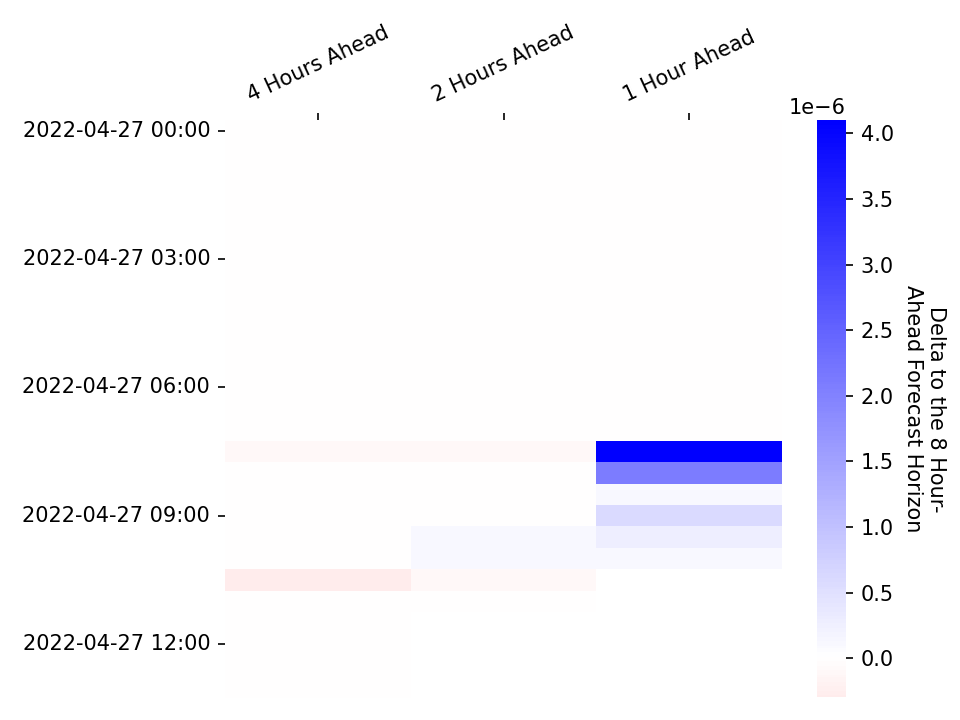 4 Hours Ahead
2 Hours Ahead
1 Hour Ahead
1e−6
2022-04-27 00:00
2022-04-27 03:00
2022-04-27 06:00
2022-04-27 09:00
2022-04-27 12:00
4.0
3.5
3.0
2.5
2.0
1.5
1.0
0.5
0.0
Delta to the 8 Hour-
Ahead Forecast Horizon